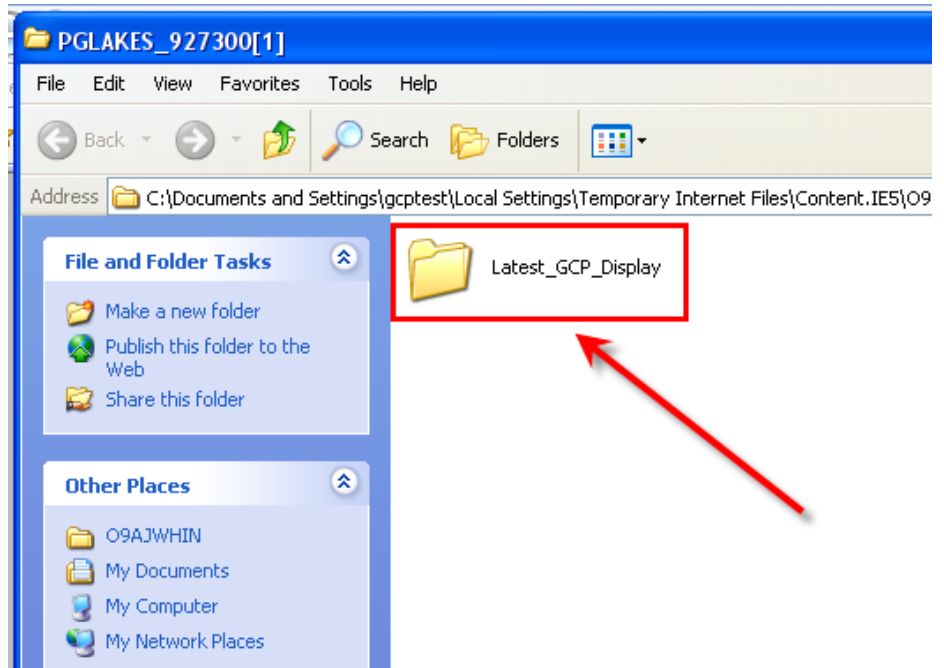 PGLAKES_927300[1]
File Edit View Favorites Tools Help
Back Search Folders
Address C:\Documents and Settings\gcptest\Local Settings\Temporary Internet Files\Content.IE5\O9
File and Folder Tasks
Make a new folder
Publish this folder to the
Web
Share this folder
Other Places
O9AJWHIN
My Documents
My Computer
My Network Places
Latest_GCP_Display